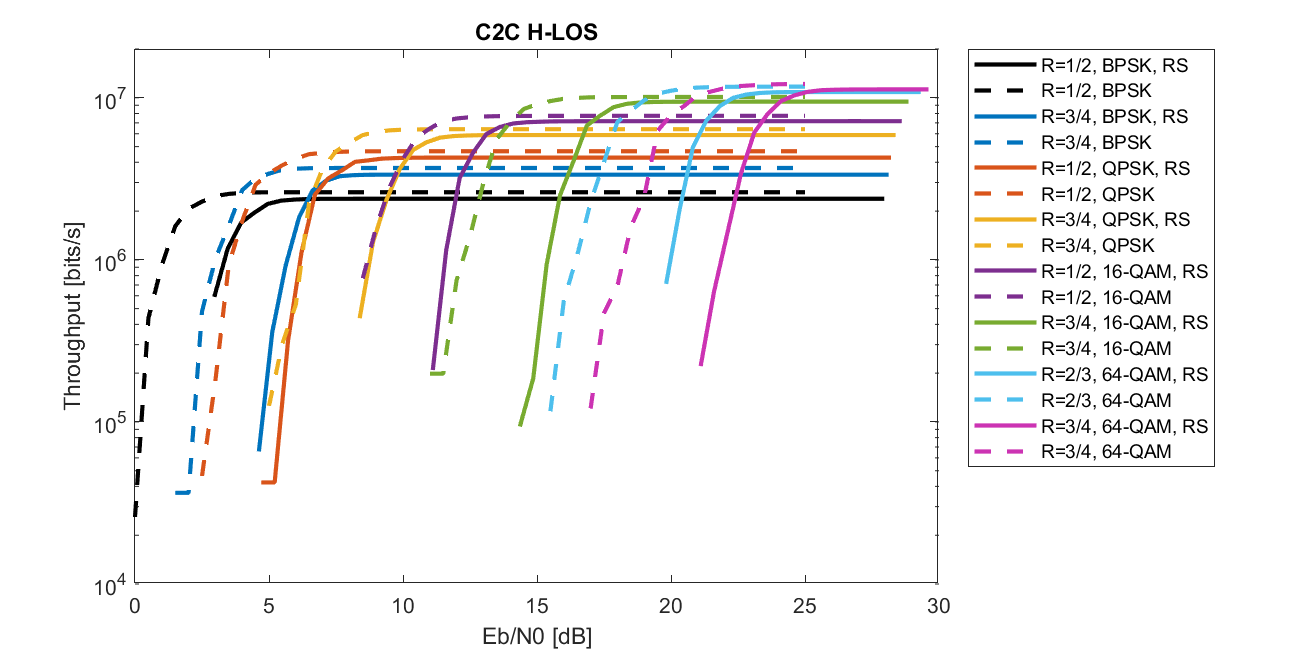 C2C H-LOS
Throughput [bits/s]
10^7
10^6
10^5
10^4
0 5 10 15 20 25 30
Eb/N0 [dB]
R=1/2, BPSK, RS
R=1/2, BPSK
R=3/4, BPSK, RS
R=3/4, BPSK
R=1/2, QPSK, RS
R=1/2, QPSK
R=3/4, QPSK, RS
R=3/4, QPSK
R=1/2, 16-QAM, RS
R=1/2, 16-QAM
R=3/4, 16-QAM, RS
R=3/4, 16-QAM
R=2/3, 64-QAM, RS
R=2/3, 64-QAM
R=3/4, 64-QAM, RS
R=3/4, 64-QAM